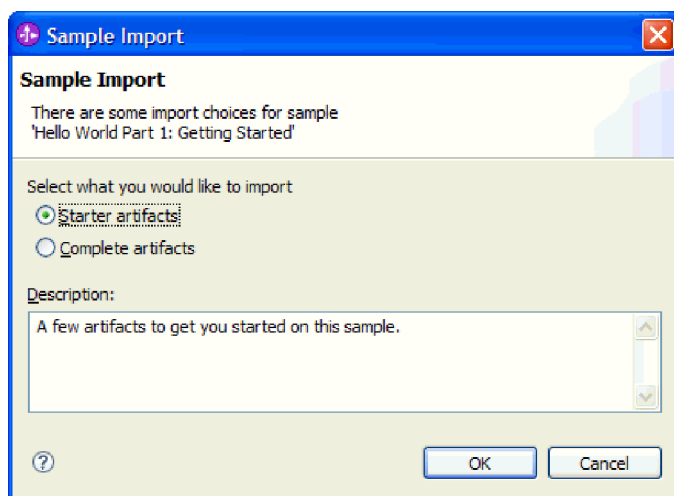 Sample Import
Sample Import
There are some import choices for sample
'Hello World Part 1: Getting Started'
Select what you would like to import
Starter artifacts
Complete artifacts
Description:
A few artifacts to get you started on this sample.
? OK Cancel